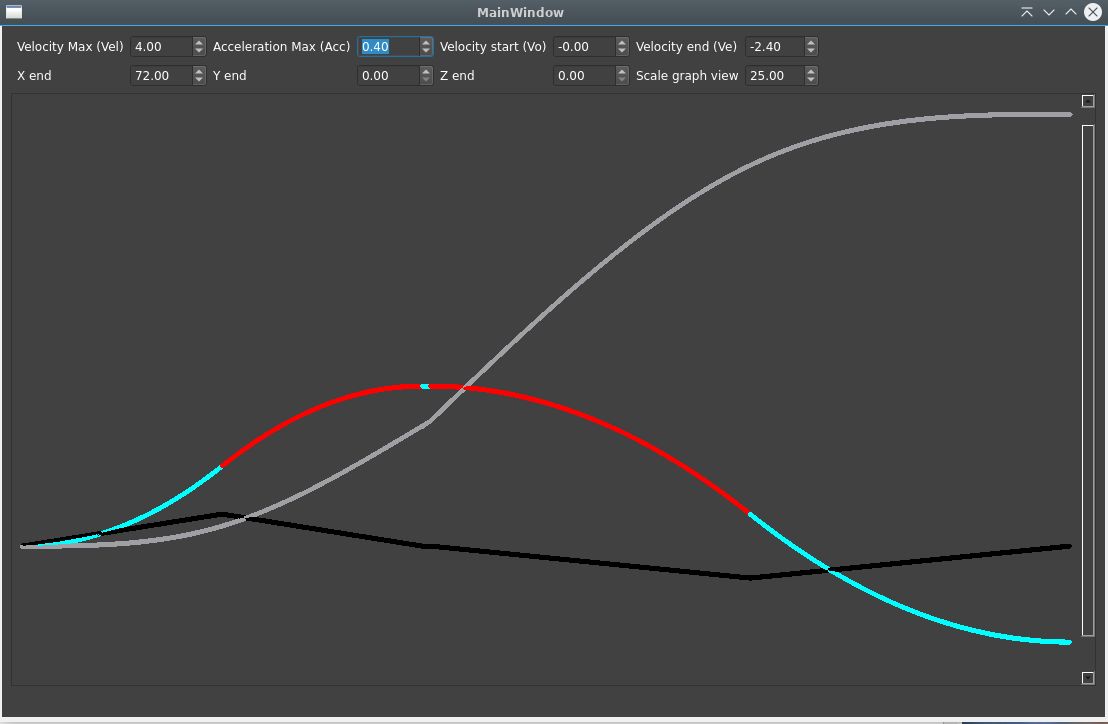 MainWindow
Velocity Max (Vel) 4.00 Acceleration Max (Acc) 0.40 Velocity start (Vo) -0.00 Velocity end (Ve) -2.40
X end 72.00 Y end 0.00 Z end 0.00 Scale graph view 25.00